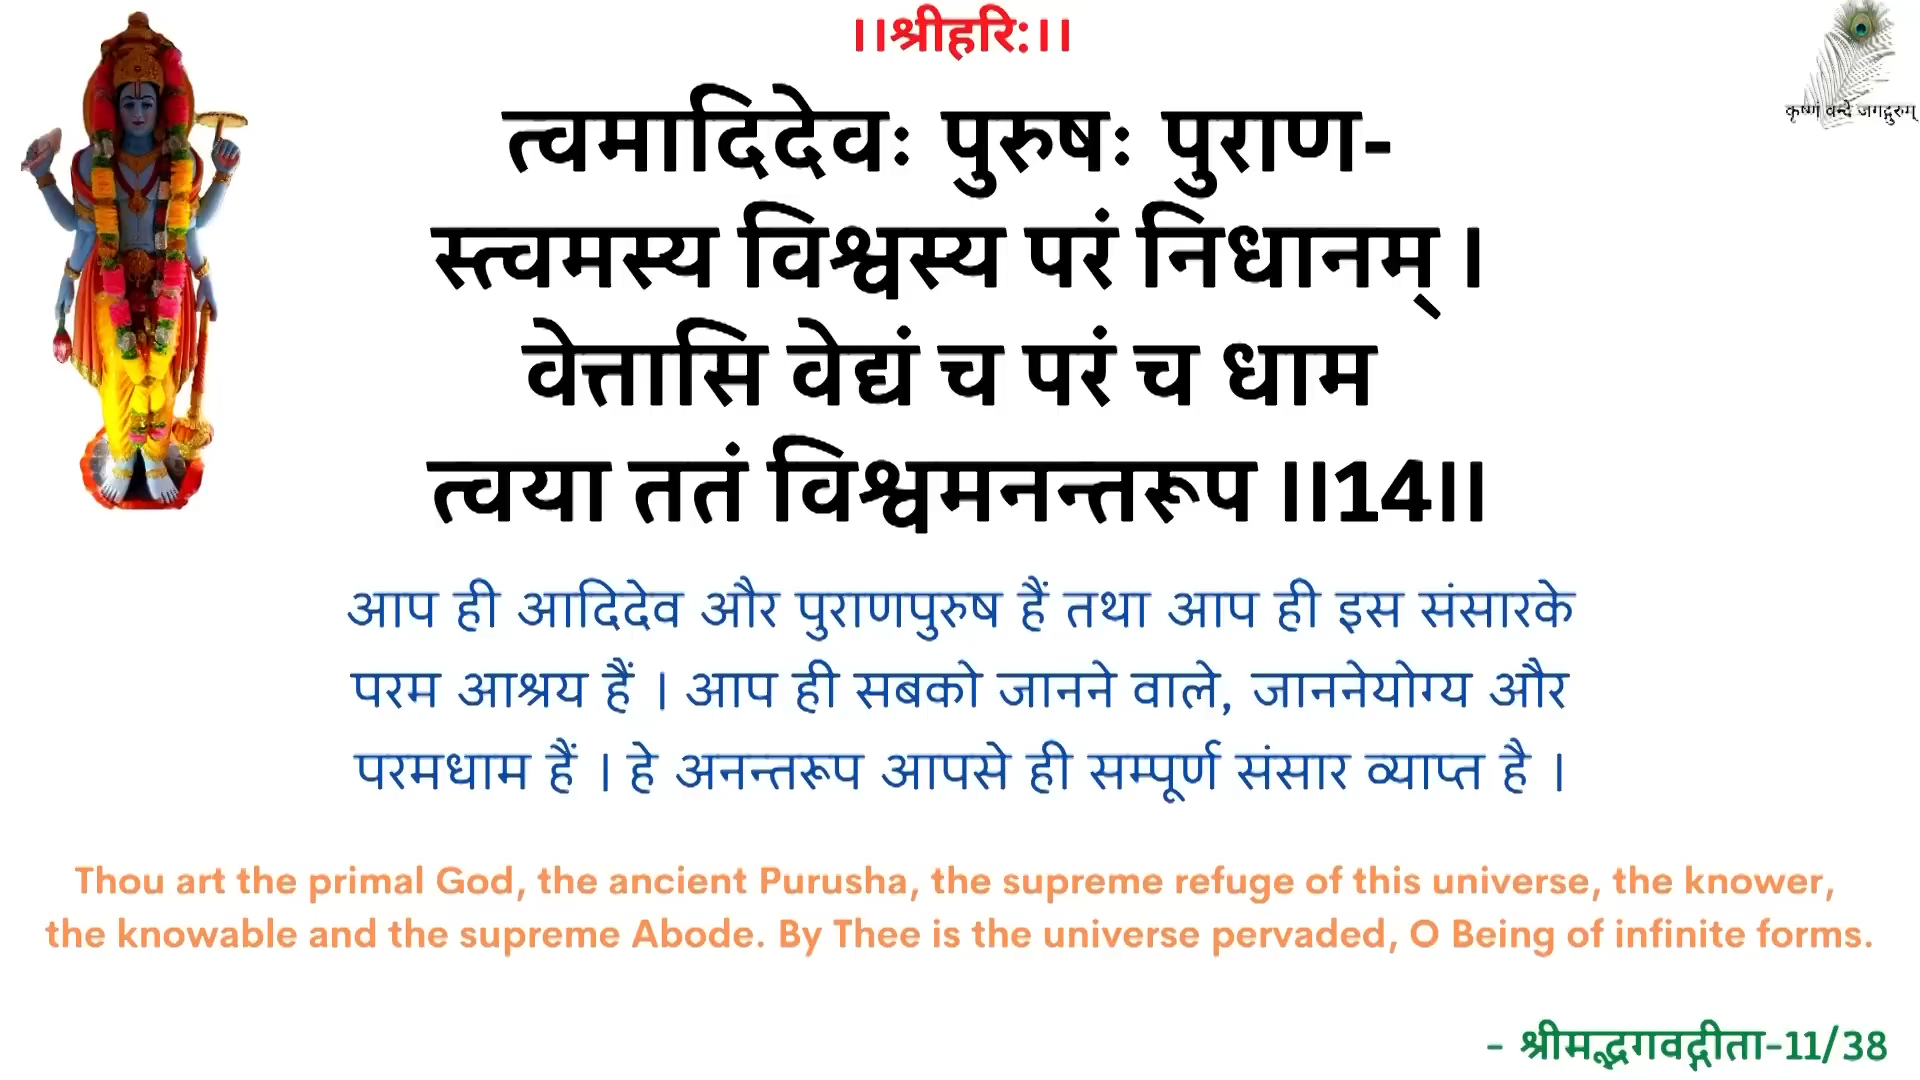 ।।श्रीहरि:।।
कृष्णं वन्दे जगद्गुरुम्
त्वमादिदेवः पुरुषः पुराण-
स्त्वमस्य विश्वस्य परं निधानम् ।
वेत्तासि वेद्यं च परं च धाम
त्वया ततं विश्वमनन्तरूप ।।14।।
आप ही आदिदेव और पुराणपुरुष हैं तथा आप ही इस संसारके
परम आश्रय हैं । आप ही सबको जानने वाले, जाननेयोग्य और
परमधाम हैं । हे अनन्तरूप आपसे ही सम्पूर्ण संसार व्याप्त है ।
Thou art the primal God, the ancient Purusha, the supreme refuge of this universe, the knower,
the knowable and the supreme Abode. By Thee is the universe pervaded, O Being of infinite forms.
- श्रीमद्भगवद्गीता-11/38